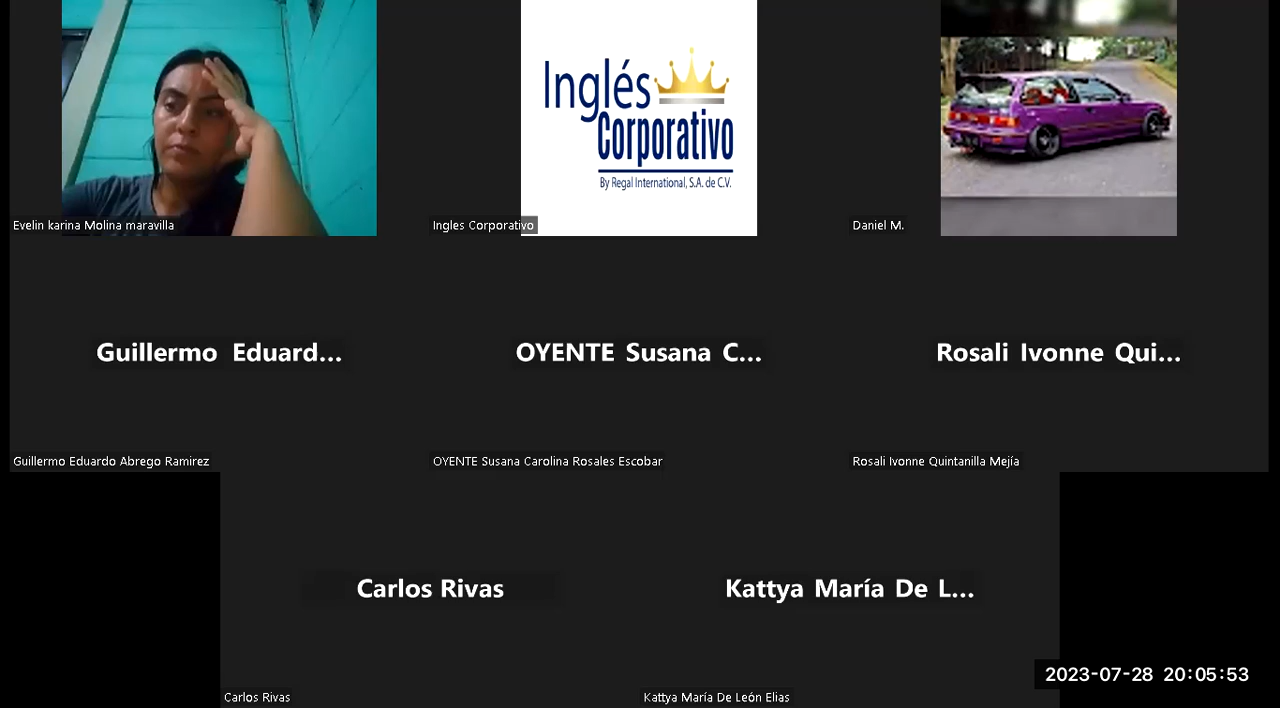 Inglés
Corporativo
By Regal International, S.A. de C.V.
Evelin karina Molina maravilla
Ingles Corporativo
Daniel M.
Guillermo Eduard...
OYENTE Susana C...
Rosali Ivonne Qui...
Guillermo Eduardo Abrego Ramirez
OYENTE Susana Carolina Rosales Escobar
Rosali Ivonne Quintanilla Mejía
Carlos Rivas
Kattya María De L...
2023-07-28 20:05:53
Carlos Rivas
Kattya María De León Elias